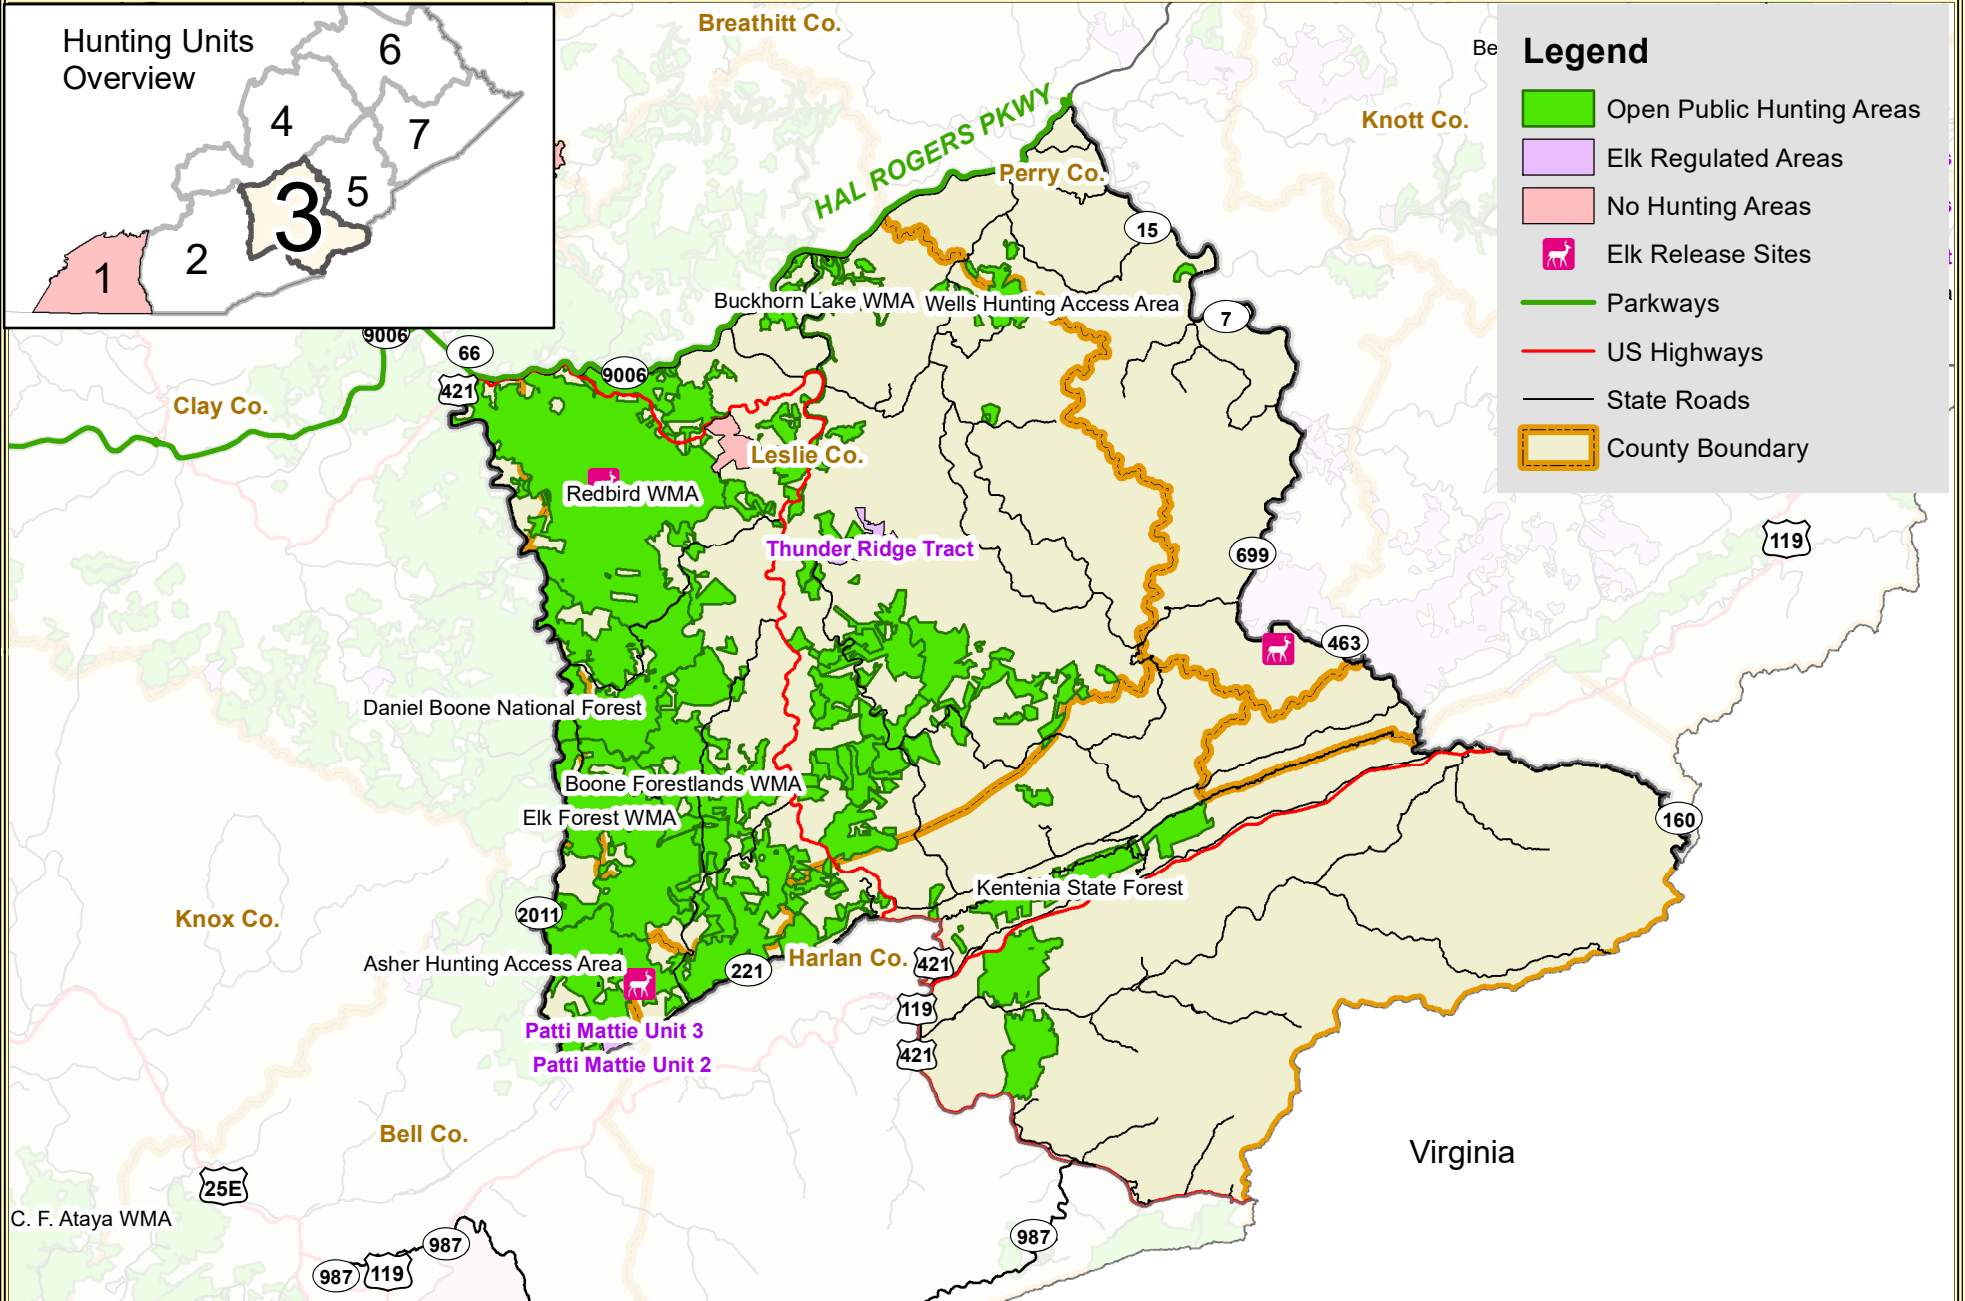 Hunting Units
Overview
6
4
7
5
3
2
1
Breathitt Co.
Be
Knott Co.
HAL ROGERS PKWY
Perry Co.
15
Legend
Open Public Hunting Areas
Elk Regulated Areas
No Hunting Areas
Elk Release Sites
Parkways
US Highways
State Roads
County Boundary
Buckhorn Lake WMA
Wells Hunting Access Area
7
9006
66
9006
421
Clay Co.
Leslie Co.
Redbird WMA
Thunder Ridge Tract
699
119
463
Daniel Boone National Forest
Boone Forestlands WMA
Elk Forest WMA
160
Kentenia State Forest
2011
Knox Co.
Asher Hunting Access Area
221
Harlan Co.
421
119
421
Patti Mattie Unit 3
Patti Mattie Unit 2
Bell Co.
Virginia
25E
C. F. Ataya WMA
987
987
119
987